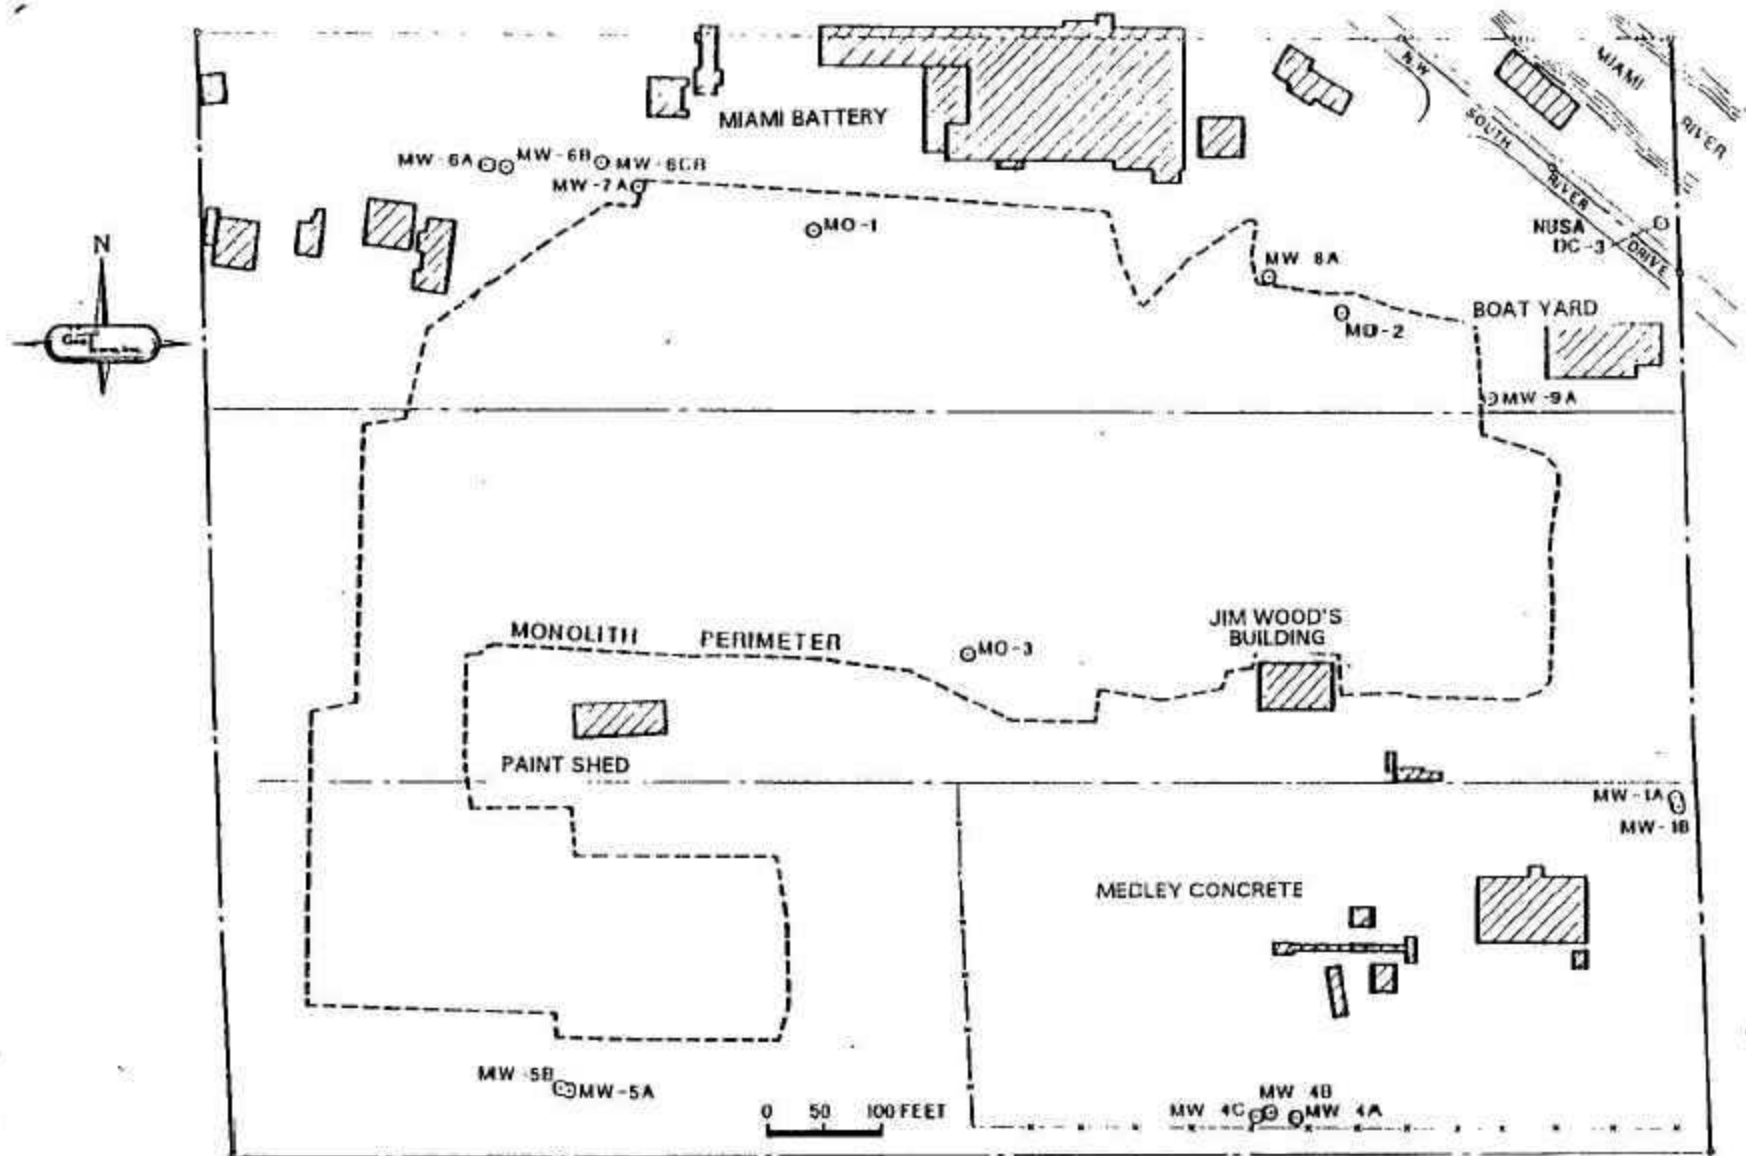 MIAMI
RIVER
N.W
SOUTH
RIVER
DRIVE
MIAMI BATTERY
MW-6A
MW-6B
MW-6CB
MW-7A
MO-1
NUSA
DC-3
N
MW 8A
MO-2
BOAT YARD
MW-9A
MONOLITH PERIMETER
MO-3
JIM WOOD'S
BUILDING
PAINT SHED
MW-1A
MW-1B
MEDLEY CONCRETE
MW-5B
MW-5A
0 50 100 FEET
MW 4B
MW 4C
MW 4A